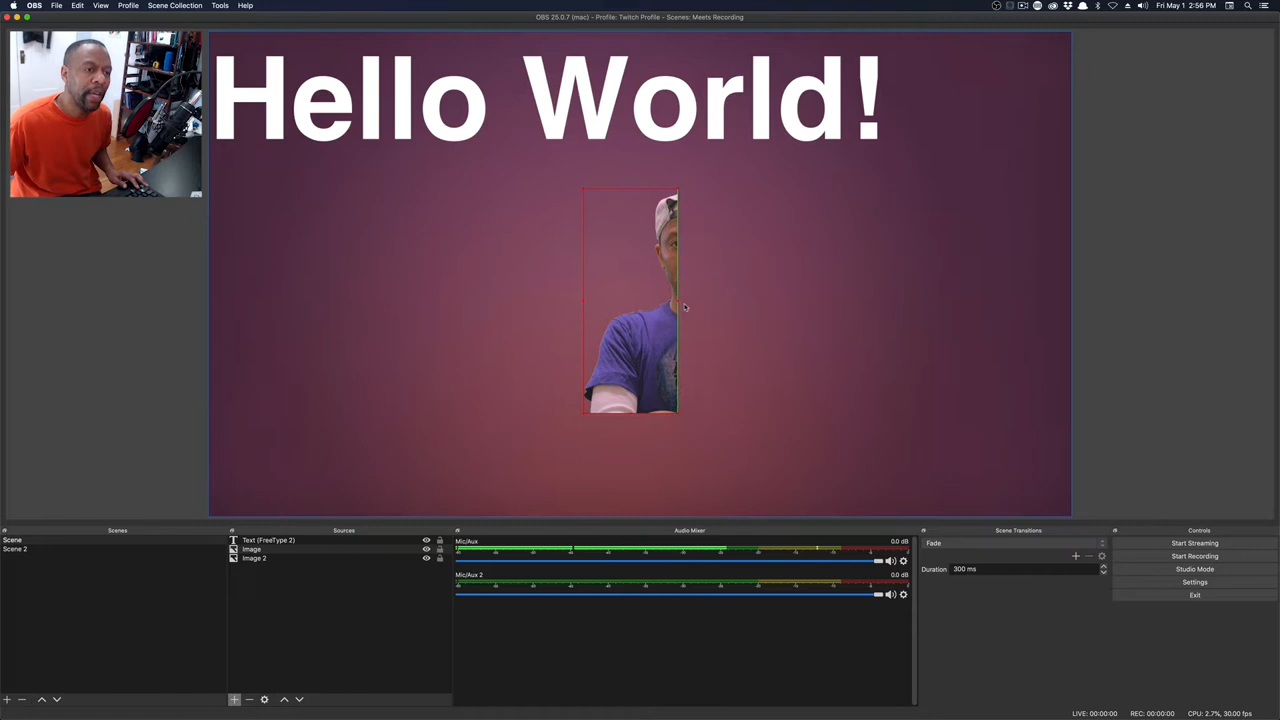 OBS File Edit View Profile Scene Collection Tools Help
Fri May 1 2:56 PM
OBS 25.0.7 (mac) - Profile: Twitch Profile - Scenes: Meets Recording
Hello World!
Scenes
Scene
Scene 2
Sources
Text (FreeType 2)
Image
Image 2
Audio Mixer
Mic/Aux
0.0 dB
Mic/Aux 2
0.0 dB
Scene Transitions
Fade
Duration 300 ms
Controls
Start Streaming
Start Recording
Studio Mode
Settings
Exit
LIVE: 00:00:00 REC: 00:00:00 CPU: 2.7%, 30.00 fps